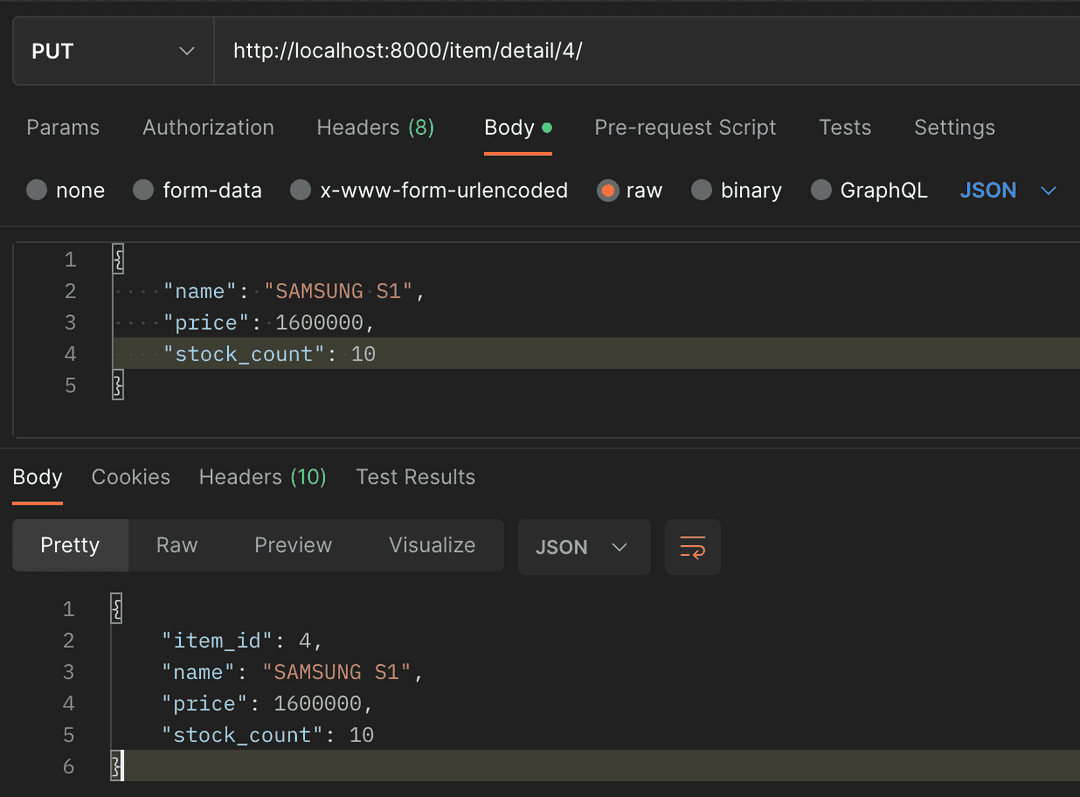 PUT http://localhost:8000/item/detail/4/
Params Authorization Headers (8) Body Pre-request Script Tests Settings
none form-data x-www-form-urlencoded raw binary GraphQL JSON
1 {
2 "name": "SAMSUNG S1",
3 "price": 1600000,
4 "stock_count": 10
5 }
Body Cookies Headers (10) Test Results
Pretty Raw Preview Visualize JSON
1 {
2 "item_id": 4,
3 "name": "SAMSUNG S1",
4 "price": 1600000,
5 "stock_count": 10
6 }